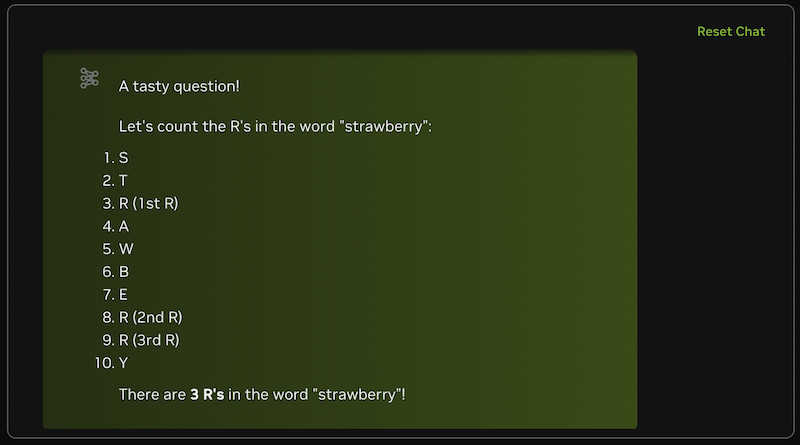 Reset Chat
A tasty question!
Let's count the R's in the word "strawberry":
1. S
2. T
3. R (1st R)
4. A
5. W
6. B
7. E
8. R (2nd R)
9. R (3rd R)
10. Y
There are 3 R's in the word "strawberry"!